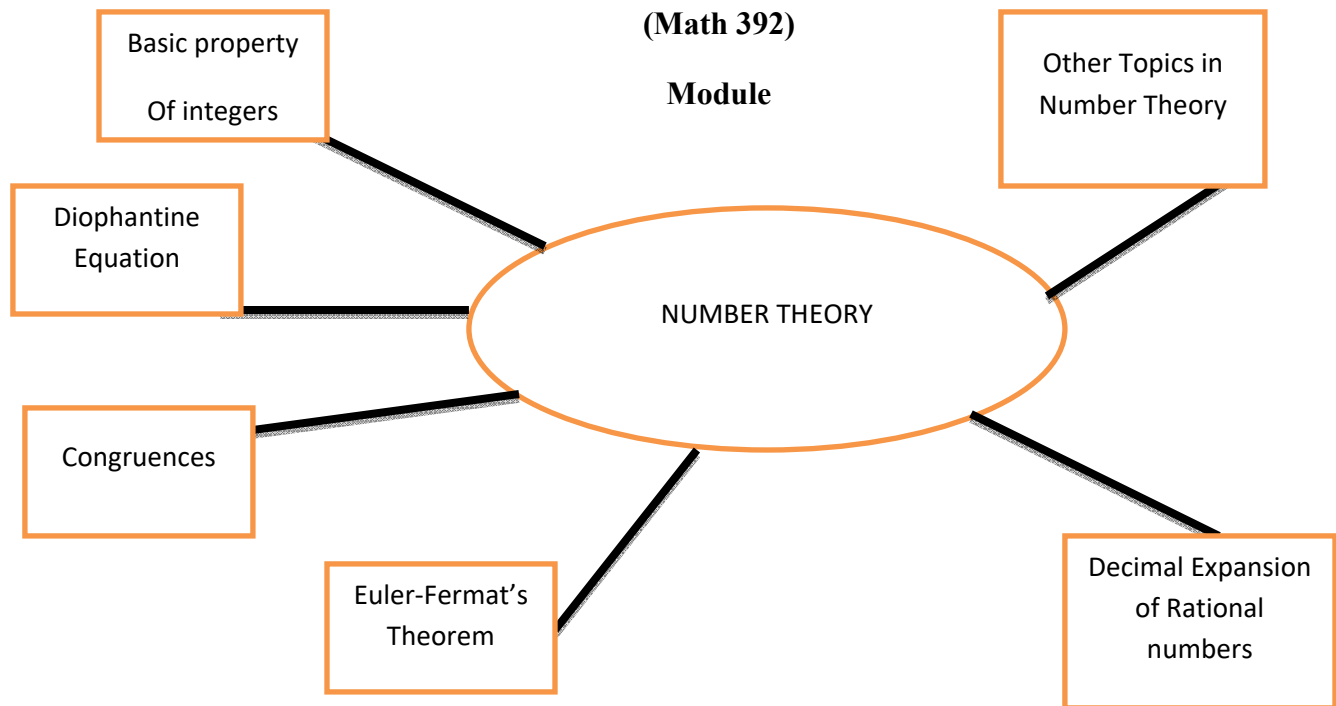 (Math 392)
Module
Basic property
Of integers
Other Topics in
Number Theory
Diophantine
Equation
NUMBER THEORY
Congruences
Euler-Fermat's
Theorem
Decimal Expansion
of Rational
numbers